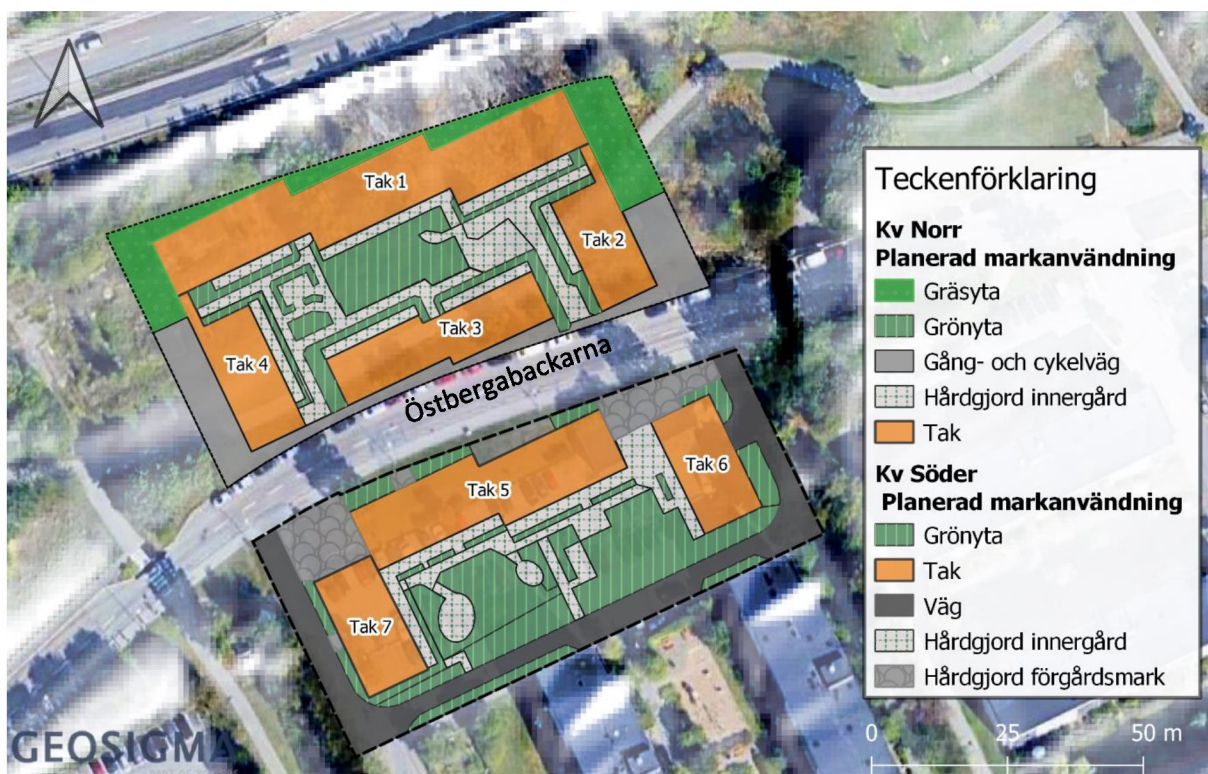 Tak 1
Tak 2
Tak 3
Tak 4
Östbergabackarna
Tak 5
Tak 6
Tak 7
Teckenförklaring
Kv Norr
Planerad markanvändning
Gräsyta
Grönyta
Gång- och cykelväg
Hårdgjord innergård
Tak
Kv Söder
Planerad markanvändning
Grönyta
Tak
Väg
Hårdgjord innergård
Hårdgjord förgårdsmark
0 25 50 m
GEOSIGMA